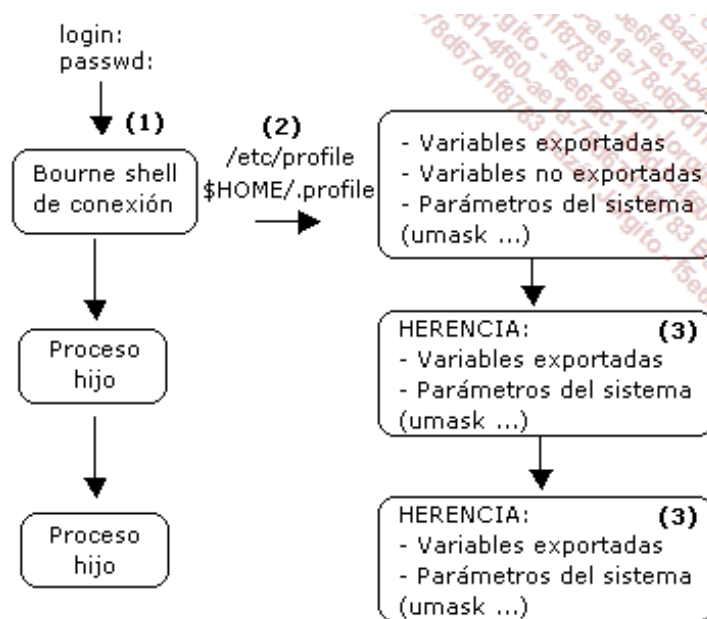 login:
passwd:
(1)
(2)
/etc/profile
$HOME/.profile
Bourne shell
de conexión
- Variables exportadas
- Variables no exportadas
- Parámetros del sistema
(umask ...)
Proceso
hijo
HERENCIA: (3)
- Variables exportadas
- Parámetros del sistema
(umask ...)
Proceso
hijo
HERENCIA: (3)
- Variables exportadas
- Parámetros del sistema
(umask ...)